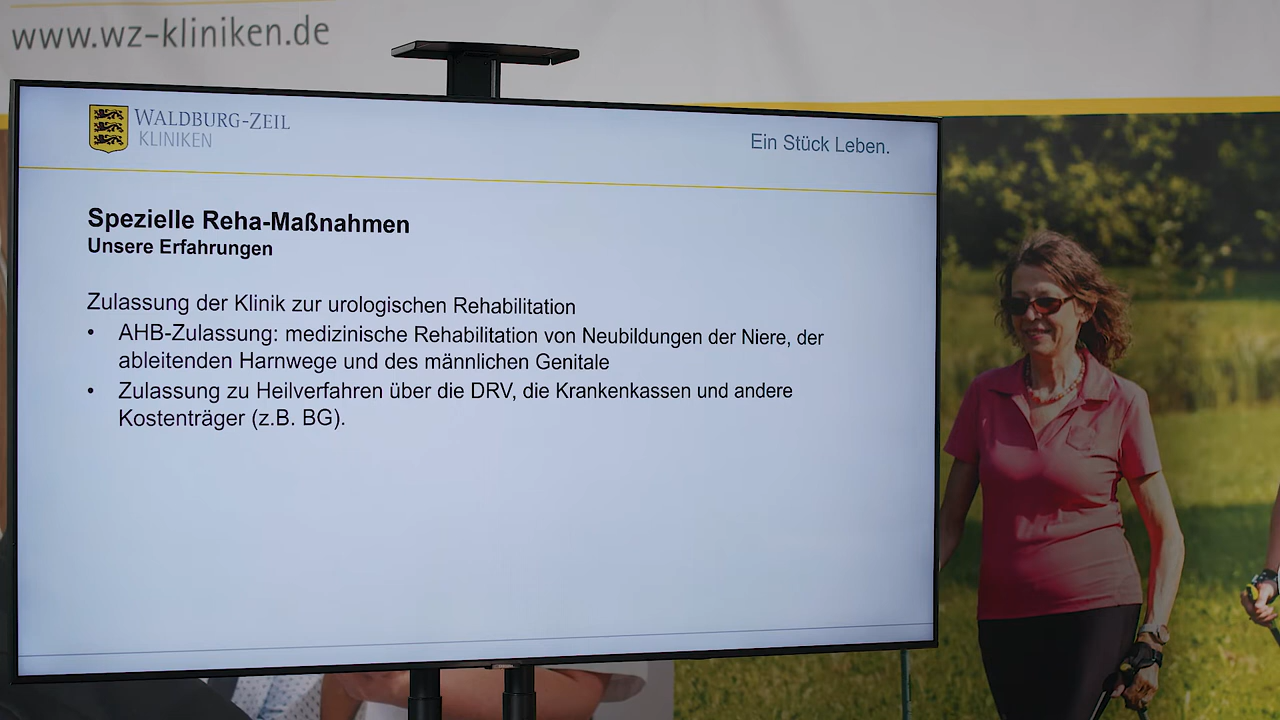 www.wz-kliniken.de
WALDBURG-ZEIL
KLINIKEN
Ein Stück Leben.
Spezielle Reha-Maßnahmen
Unsere Erfahrungen
Zulassung der Klinik zur urologischen Rehabilitation
• AHB-Zulassung: medizinische Rehabilitation von Neubildungen der Niere, der
ableitenden Harnwege und des männlichen Genitale
• Zulassung zu Heilverfahren über die DRV, die Krankenkassen und andere
Kostenträger (z.B. BG).